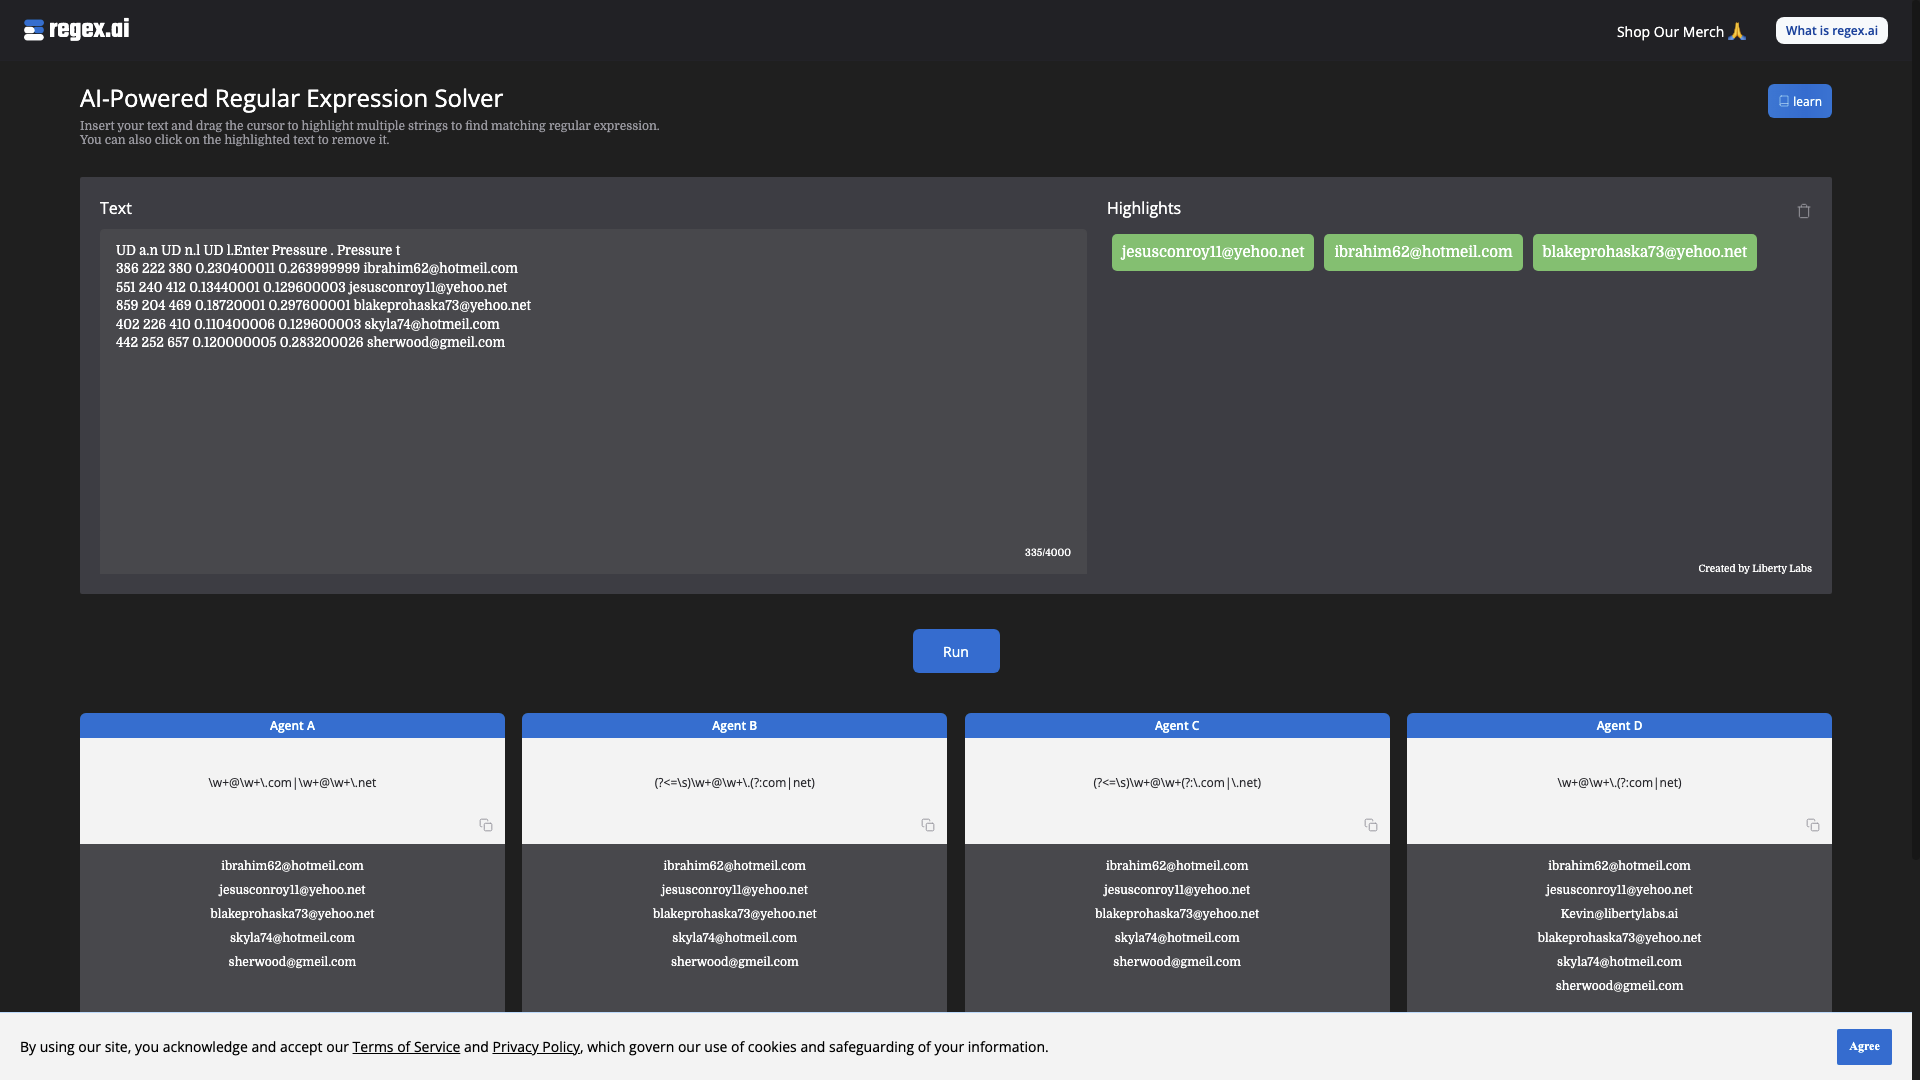 regex.ai
Shop Our Merch 🙏
What is regex.ai
AI-Powered Regular Expression Solver
learn
Insert your text and drag the cursor to highlight multiple strings to find matching regular expression.
You can also click on the highlighted text to remove it.
Text
UD a.n UD n.l UD l.Enter Pressure . Pressure t
386 222 380 0.230400011 0.263999999 ibrahim62@hotmeil.com
551 240 412 0.13440001 0.129600003 jesusconroy11@yehoo.net
859 204 469 0.18720001 0.297600001 blakeprohaska73@yehoo.net
402 226 410 0.110400006 0.129600003 skyla74@hotmeil.com
442 252 657 0.120000005 0.283200026 sherwood@gmeil.com
335/4000
Highlights
jesusconroy11@yehoo.net ibrahim62@hotmeil.com blakeprohaska73@yehoo.net
Created by Liberty Labs
Run
Agent A
\w+@\w+\.com|\w+@\w+\.net
ibrahim62@hotmeil.com
jesusconroy11@yehoo.net
blakeprohaska73@yehoo.net
skyla74@hotmeil.com
sherwood@gmeil.com
Agent B
(?<=\s)\w+@\w+\.(?:com|net)
ibrahim62@hotmeil.com
jesusconroy11@yehoo.net
blakeprohaska73@yehoo.net
skyla74@hotmeil.com
sherwood@gmeil.com
Agent C
(?<=\s)\w+@\w+(?:\.com|\.net)
ibrahim62@hotmeil.com
jesusconroy11@yehoo.net
blakeprohaska73@yehoo.net
skyla74@hotmeil.com
sherwood@gmeil.com
Agent D
\w+@\w+\.(?:com|net)
ibrahim62@hotmeil.com
jesusconroy11@yehoo.net
Kevin@libertylabs.ai
blakeprohaska73@yehoo.net
skyla74@hotmeil.com
sherwood@gmeil.com
By using our site, you acknowledge and accept our Terms of Service and Privacy Policy, which govern our use of cookies and safeguarding of your information.
Agree